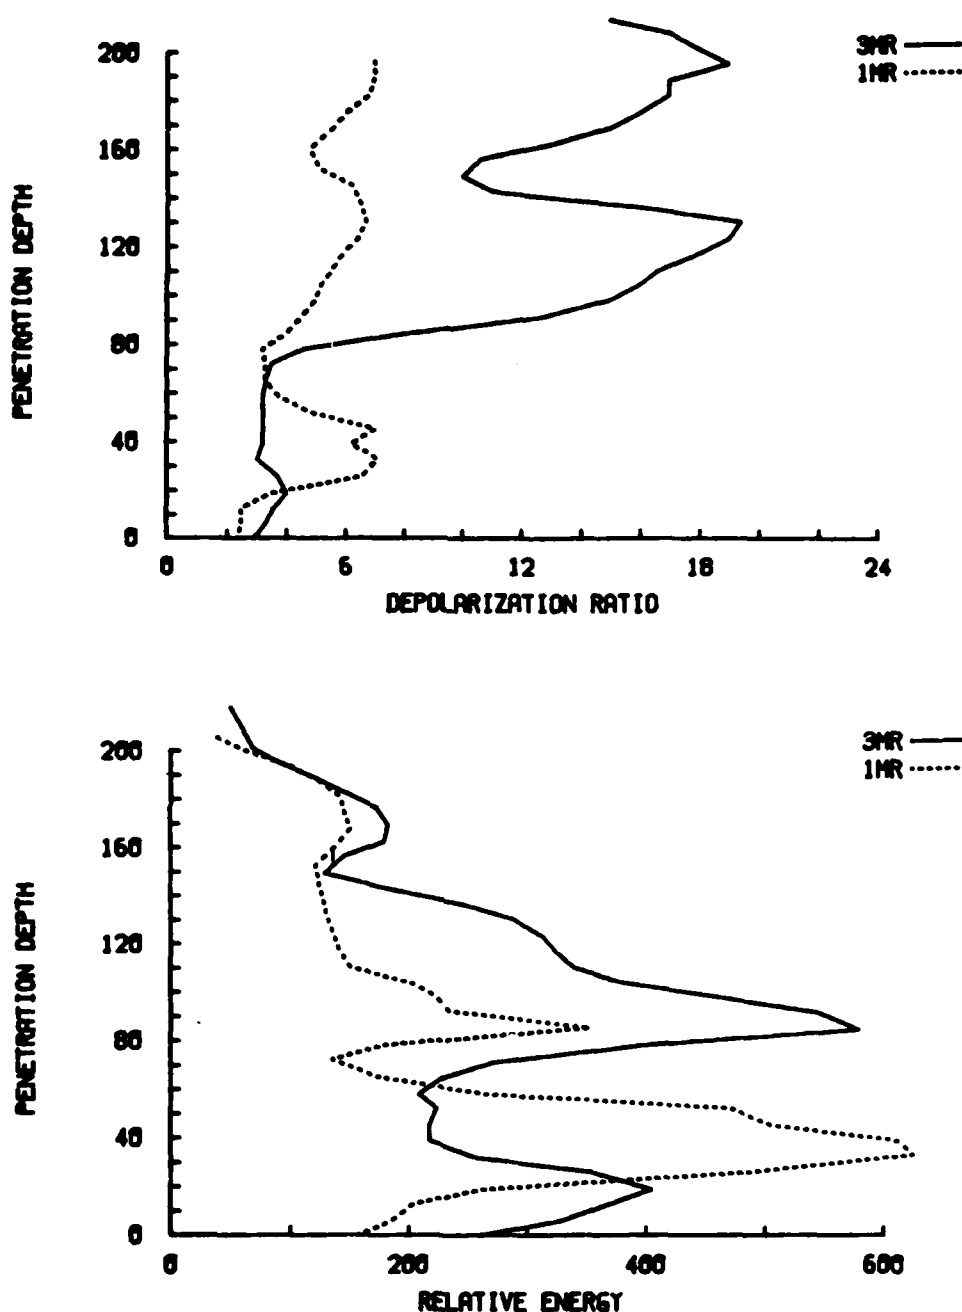 3MR
1MR
200
160
120
80
40
0
PENETRATION DEPTH
0 6 12 18 24
DEPOLARIZATION RATIO
3MR
1MR
200
160
120
80
40
0
PENETRATION DEPTH
0 200 400 600
RELATIVE ENERGY